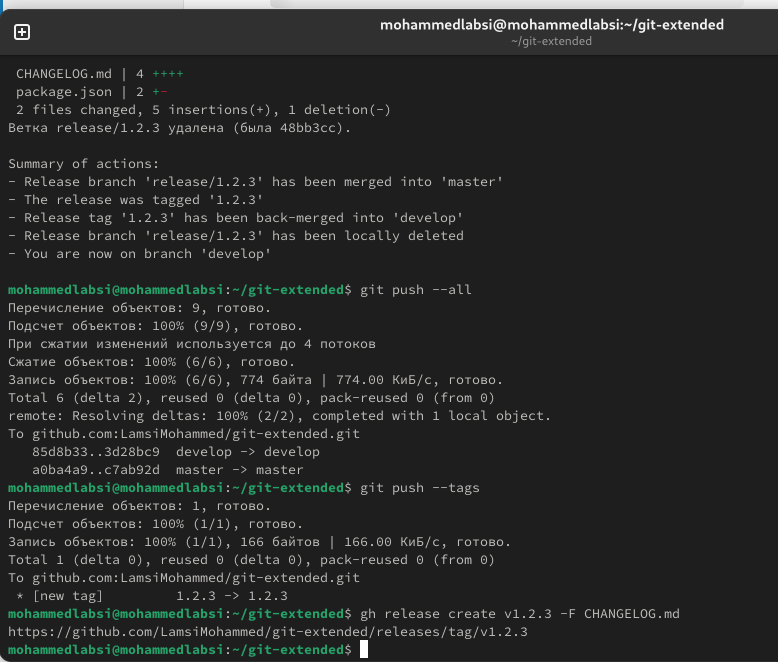 mohammedlabsi@mohammedlabsi:~/git-extended
~/git-extended
 CHANGELOG.md | 4 ++++
 package.json | 2 +-
 2 files changed, 5 insertions(+), 1 deletion(-)
Ветка release/1.2.3 удалена (была 48bb3cc).
Summary of actions:
- Release branch 'release/1.2.3' has been merged into 'master'
- The release was tagged '1.2.3'
- Release tag '1.2.3' has been back-merged into 'develop'
- Release branch 'release/1.2.3' has been locally deleted
- You are now on branch 'develop'
mohammedlabsi@mohammedlabsi:~/git-extended$ git push --all
Перечисление объектов: 9, готово.
Подсчет объектов: 100% (9/9), готово.
При сжатии изменений используется до 4 потоков
Сжатие объектов: 100% (6/6), готово.
Запись объектов: 100% (6/6), 774 байта | 774.00 КиБ/с, готово.
Total 6 (delta 2), reused 0 (delta 0), pack-reused 0 (from 0)
remote: Resolving deltas: 100% (2/2), completed with 1 local object.
To github.com:LamsiMohammed/git-extended.git
   85d8b33..3d28bc9  develop -> develop
   a0ba4a9..c7ab92d  master -> master
mohammedlabsi@mohammedlabsi:~/git-extended$ git push --tags
Перечисление объектов: 1, готово.
Подсчет объектов: 100% (1/1), готово.
Запись объектов: 100% (1/1), 166 байтов | 166.00 КиБ/с, готово.
Total 1 (delta 0), reused 0 (delta 0), pack-reused 0 (from 0)
To github.com:LamsiMohammed/git-extended.git
 * [new tag]         1.2.3 -> 1.2.3
mohammedlabsi@mohammedlabsi:~/git-extended$ gh release create v1.2.3 -F CHANGELOG.md
https://github.com/LamsiMohammed/git-extended/releases/tag/v1.2.3
mohammedlabsi@mohammedlabsi:~/git-extended$